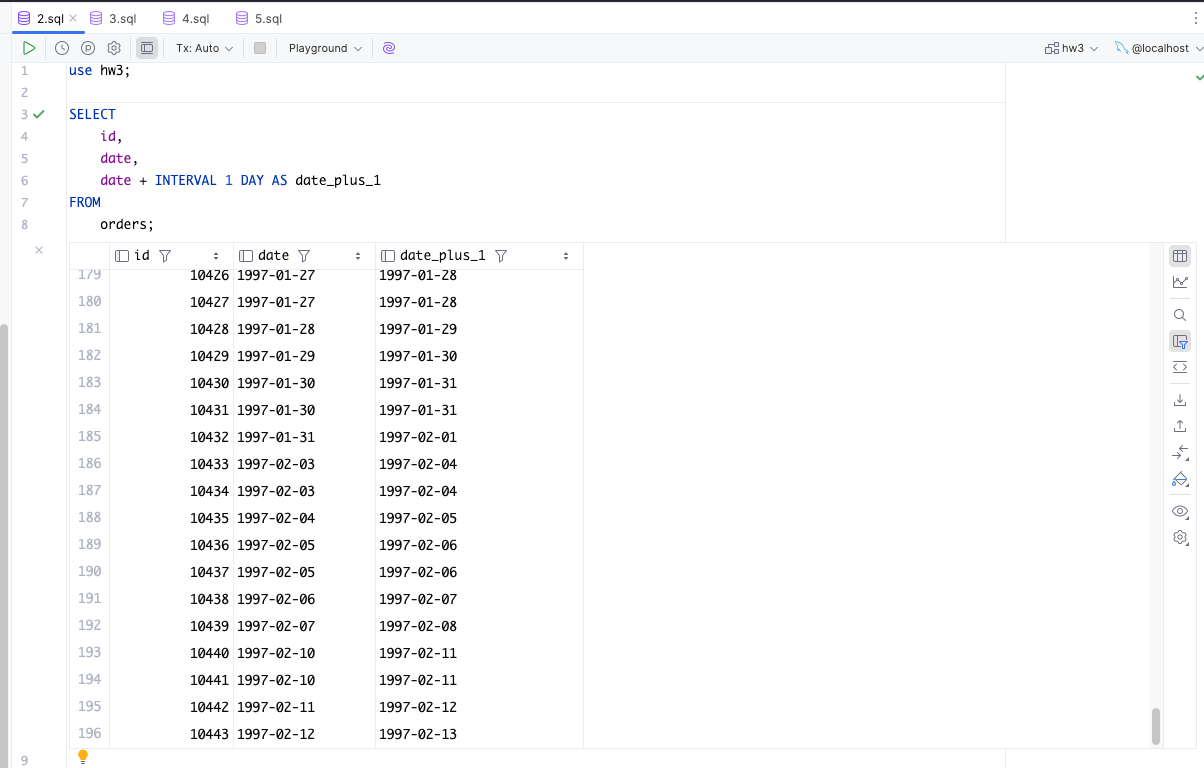 2.sql 3.sql 4.sql 5.sql
Tx: Auto Playground hw3 @localhost
1 use hw3;
2
3 SELECT
4 id,
5 date,
6 date + INTERVAL 1 DAY AS date_plus_1
7 FROM
8 orders;
id date date_plus_1
179 10426 1997-01-27 1997-01-28
180 10427 1997-01-27 1997-01-28
181 10428 1997-01-28 1997-01-29
182 10429 1997-01-29 1997-01-30
183 10430 1997-01-30 1997-01-31
184 10431 1997-01-30 1997-01-31
185 10432 1997-01-31 1997-02-01
186 10433 1997-02-03 1997-02-04
187 10434 1997-02-03 1997-02-04
188 10435 1997-02-04 1997-02-05
189 10436 1997-02-05 1997-02-06
190 10437 1997-02-05 1997-02-06
191 10438 1997-02-06 1997-02-07
192 10439 1997-02-07 1997-02-08
193 10440 1997-02-10 1997-02-11
194 10441 1997-02-10 1997-02-11
195 10442 1997-02-11 1997-02-12
196 10443 1997-02-12 1997-02-13
9